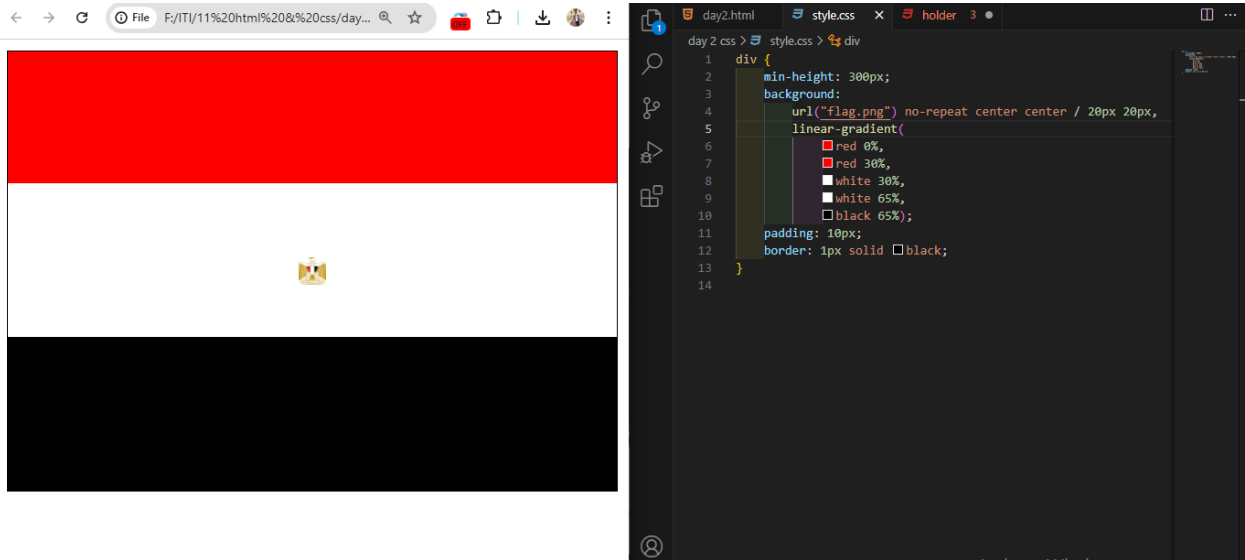 File F:/ITI/11%20html%20&%20css/day...
OFF
1
day2.html style.css holder 3
day 2 css > style.css > div
1 div {
2 min-height: 300px;
3 background:
4 url("flag.png") no-repeat center center / 20px 20px,
5 linear-gradient(
6 red 0%,
7 red 30%,
8 white 30%,
9 white 65%,
10 black 65%);
11 padding: 10px;
12 border: 1px solid black;
13 }
14